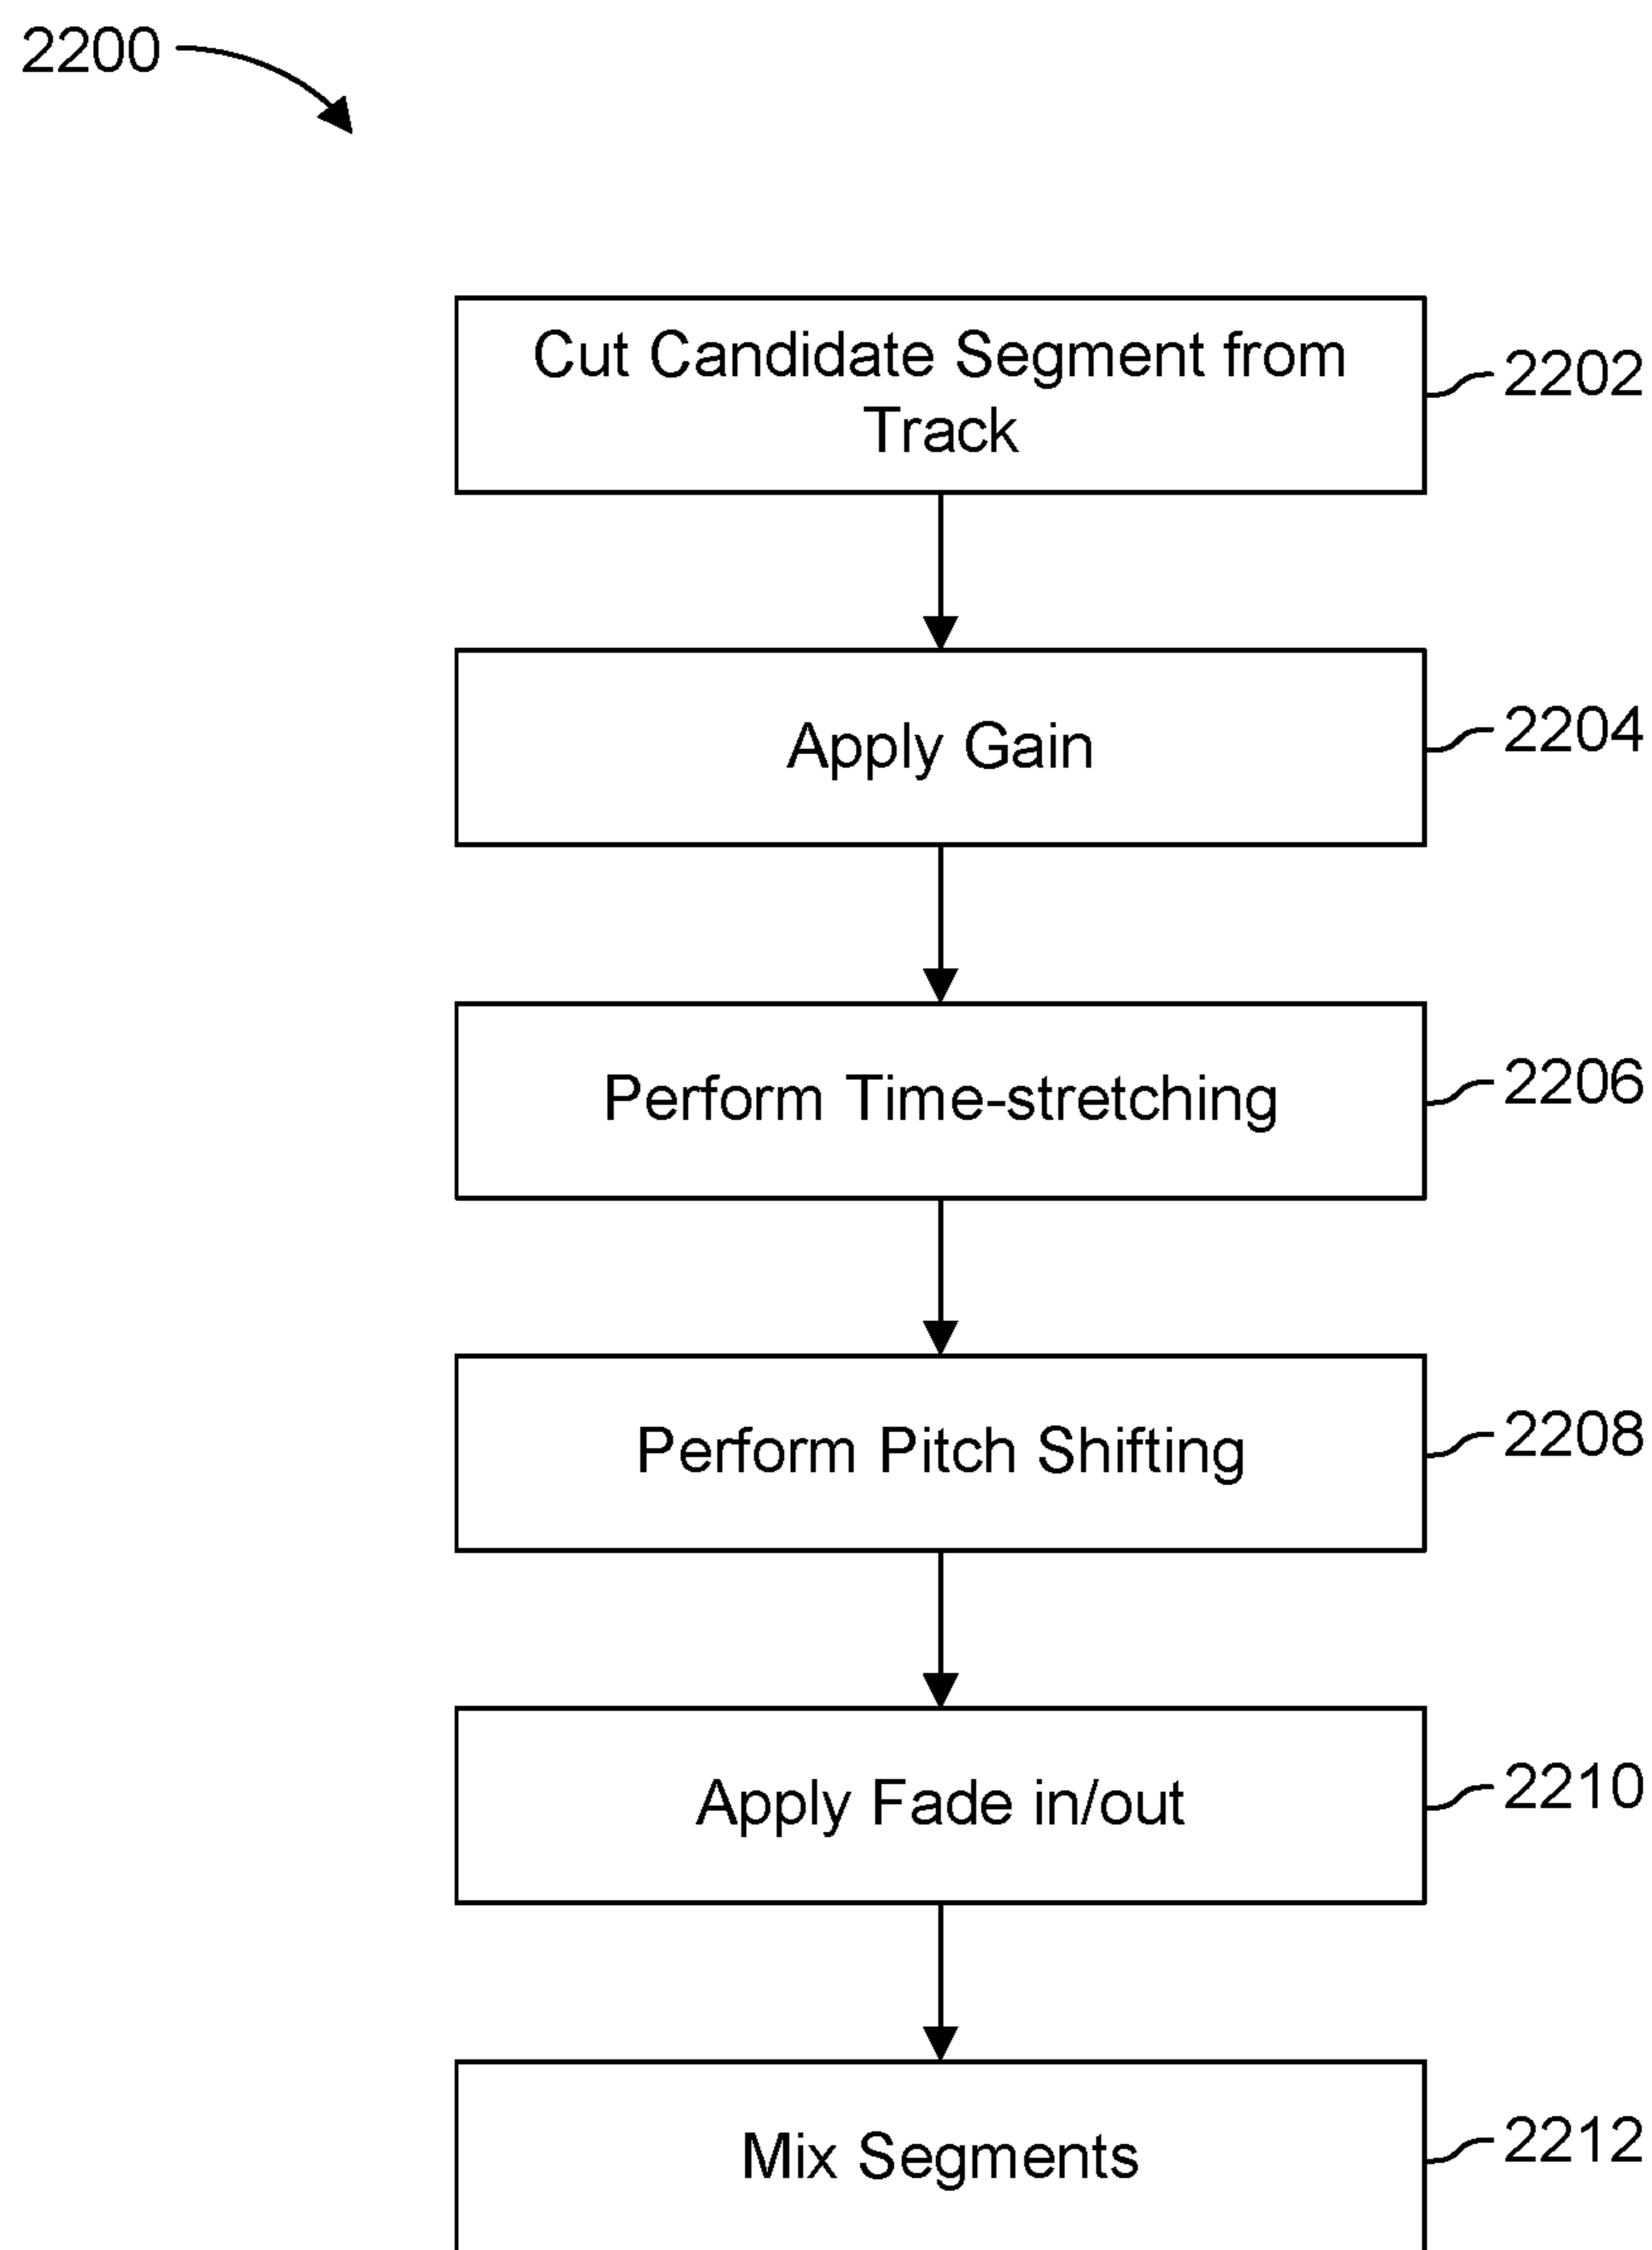 2200
Cut Candidate Segment from
Track
2202
Apply Gain
2204
Perform Time-stretching
2206
Perform Pitch Shifting
2208
Apply Fade in/out
2210
Mix Segments
2212